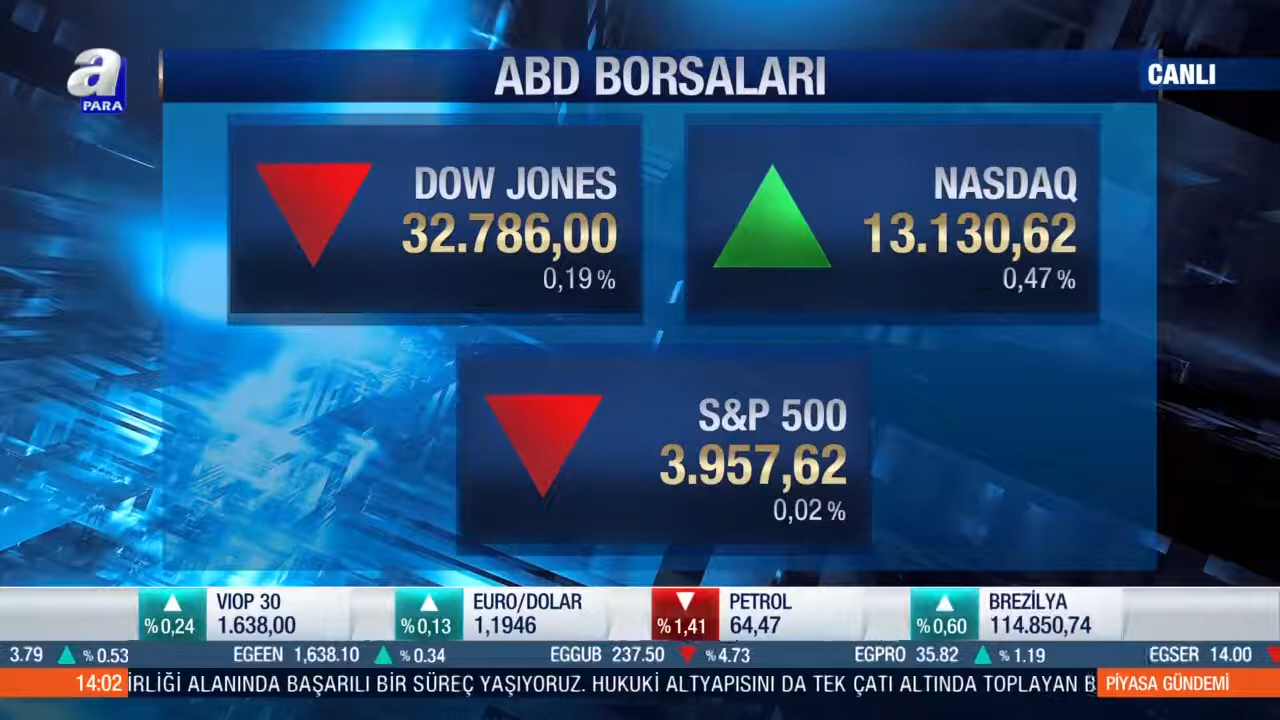 a
PARA
ABD BORSALARI
CANLI
DOW JONES
32.786,00
0,19 %
NASDAQ
13.130,62
0,47 %
S&P 500
3.957,62
0,02 %
% 0,24
VIOP 30
1.638,00
% 0,13
EURO/DOLAR
1,1946
% 1,41
PETROL
64,47
% 0,60
BREZİLYA
114.850,74
3.79 % 0.53 EGEEN 1,638.10 % 0.34 EGGUB 237.50 % 4.73 EGPRO 35.82 % 1.19 EGSER 14.00
14:02 İRLİĞİ ALANINDA BAŞARILI BİR SÜREÇ YAŞIYORUZ. HUKUKİ ALTYAPISINI DA TEK ÇATI ALTINDA TOPLAYAN B PİYASA GÜNDEMİ